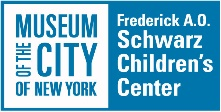 MUSEUM
OF THE CITY
OF NEW YORK
Frederick A.O.
Schwarz
Children's
Center